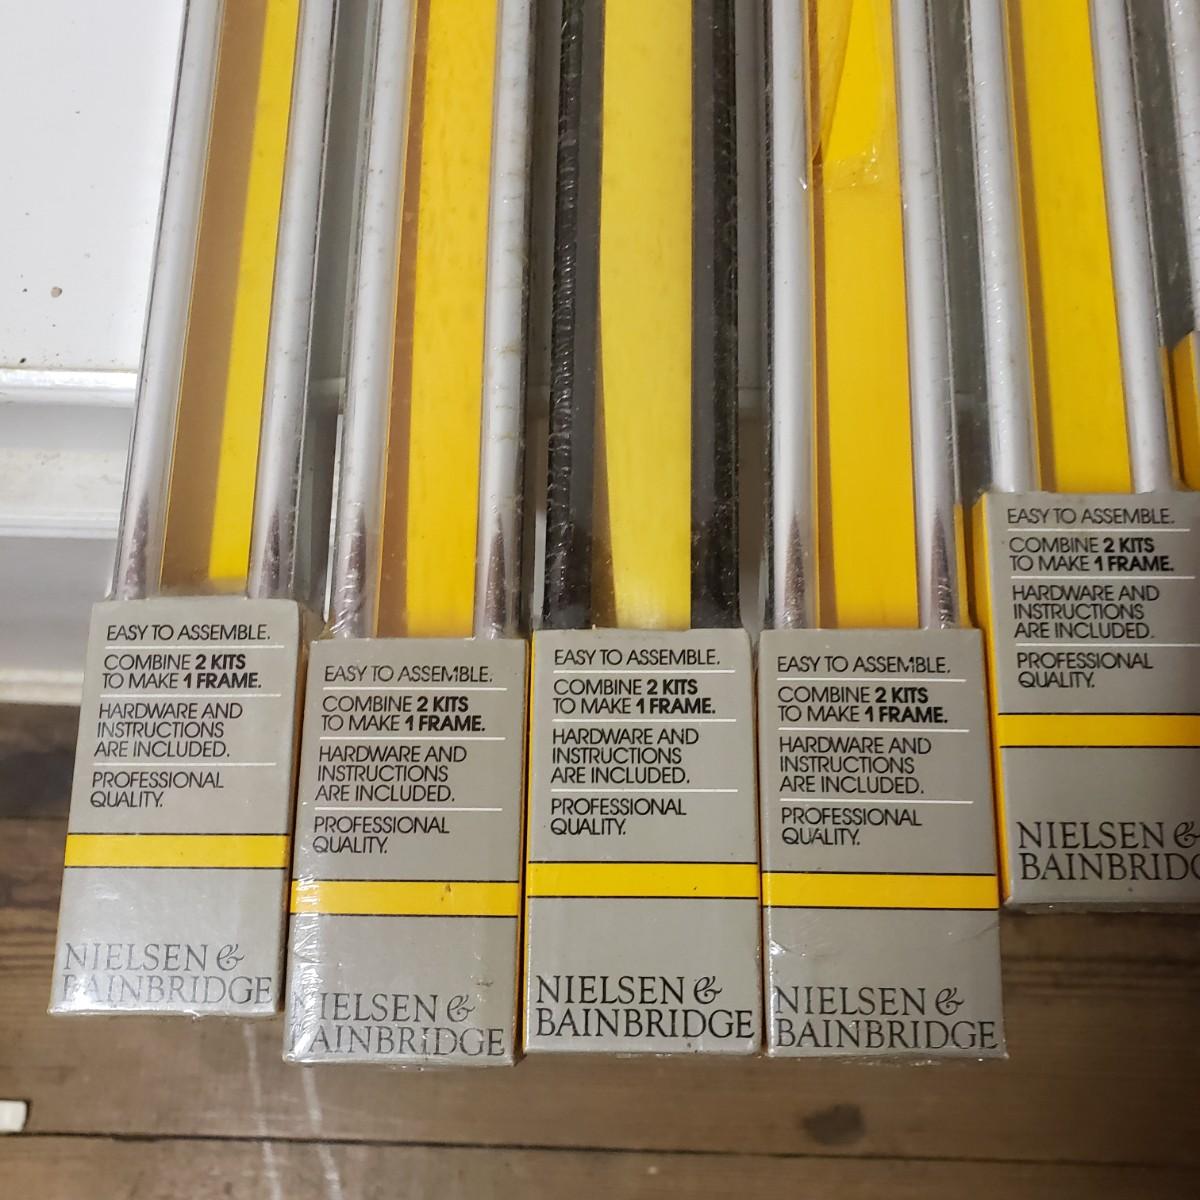 EASY TO ASSEMBLE.
COMBINE 2 KITS
TO MAKE 1 FRAME.
HARDWARE AND
INSTRUCTIONS
ARE INCLUDED.
PROFESSIONAL
QUALITY.
NIELSEN &
BAINBRIDGE
EASY TO ASSEMBLE.
COMBINE 2 KITS
TO MAKE 1 FRAME.
HARDWARE AND
INSTRUCTIONS
ARE INCLUDED.
PROFESSIONAL
QUALITY.
NIELSEN &
BAINBRIDGE
EASY TO ASSEMBLE.
COMBINE 2 KITS
TO MAKE 1 FRAME.
HARDWARE AND
INSTRUCTIONS
ARE INCLUDED.
PROFESSIONAL
QUALITY.
NIELSEN &
BAINBRIDGE
EASY TO ASSEMBLE.
COMBINE 2 KITS
TO MAKE 1 FRAME.
HARDWARE AND
INSTRUCTIONS
ARE INCLUDED.
PROFESSIONAL
QUALITY.
NIELSEN &
BAINBRIDGE
EASY TO ASSEMBLE.
COMBINE 2 KITS
TO MAKE 1 FRAME.
HARDWARE AND
INSTRUCTIONS
ARE INCLUDED.
PROFESSIONAL
QUALITY.
NIELSEN &
BAINBRIDG